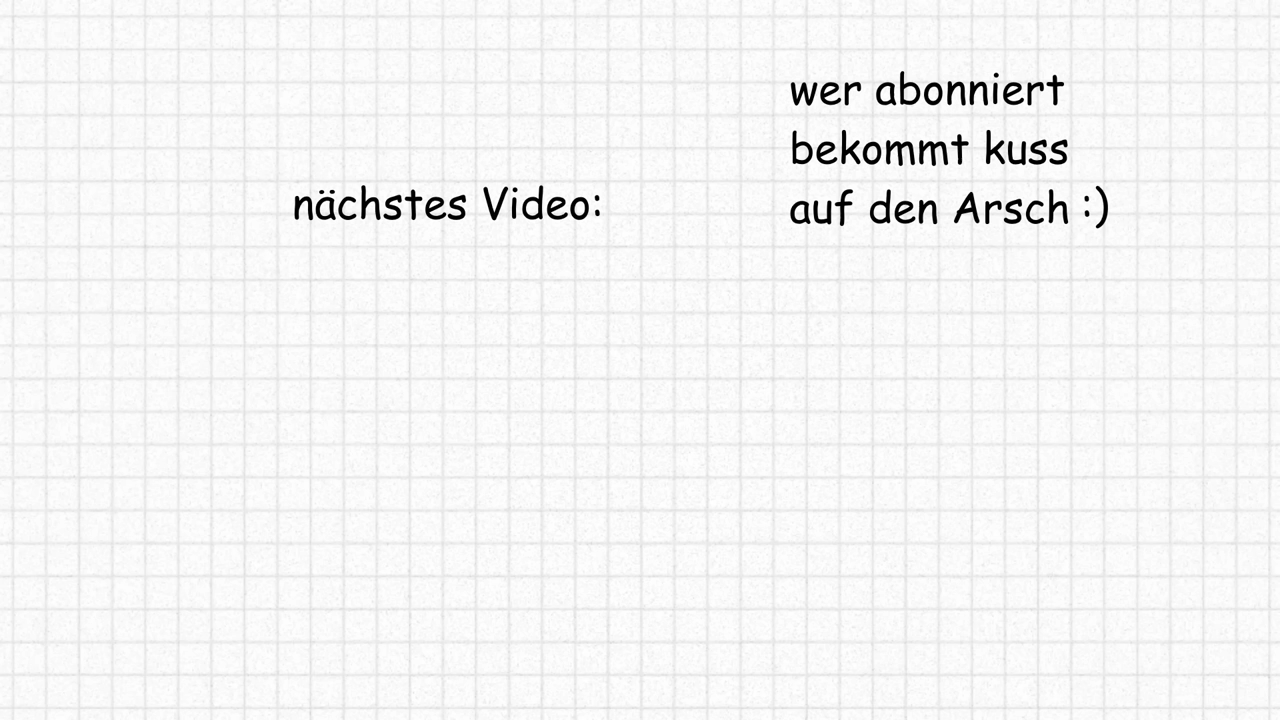 nächstes Video:
wer abonniert
bekommt kuss
auf den Arsch :)